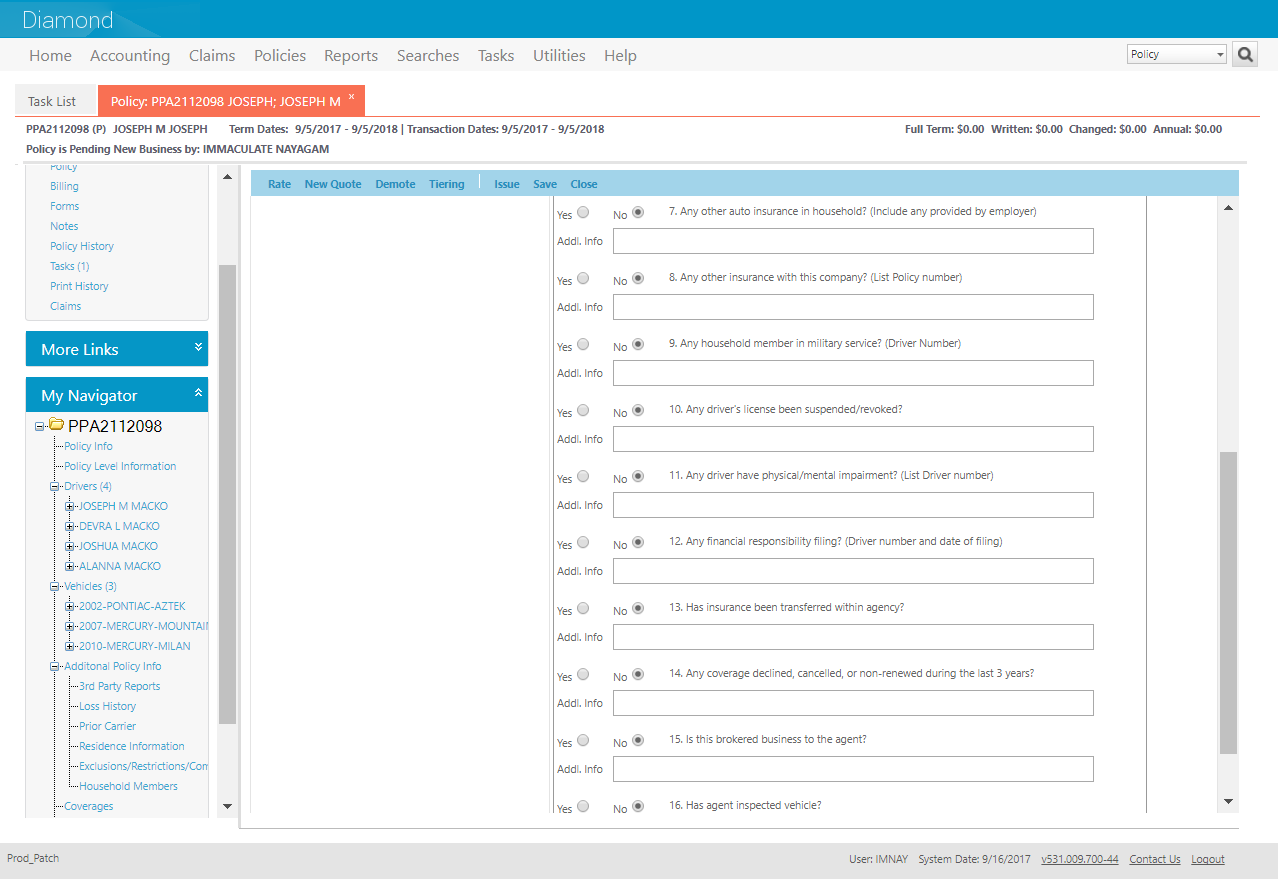 Diamond
Home Accounting Claims Policies Reports Searches Tasks Utilities Help Policy
Task List Policy: PPA2112098 JOSEPH; JOSEPH M ×
PPA2112098 (P) JOSEPH M JOSEPH Term Dates: 9/5/2017 - 9/5/2018 | Transaction Dates: 9/5/2017 - 9/5/2018 Full Term: $0.00 Written: $0.00 Changed: $0.00 Annual: $0.00
Policy is Pending New Business by: IMMACULATE NAYAGAM
Policy
Billing
Forms
Notes
Policy History
Tasks (1)
Print History
Claims
More Links
My Navigator
PPA2112098
Policy Info
Policy Level Information
Drivers (4)
JOSEPH M MACKO
DEVRA L MACKO
JOSHUA MACKO
ALANNA MACKO
Vehicles (3)
2002-PONTIAC-AZTEK
2007-MERCURY-MOUNTAI
2010-MERCURY-MILAN
Additonal Policy Info
3rd Party Reports
Loss History
Prior Carrier
Residence Information
Exclusions/Restrictions/Com
Household Members
Coverages
Rate New Quote Demote Tiering Issue Save Close
Yes No 7. Any other auto insurance in household? (Include any provided by employer)
Addl. Info
Yes No 8. Any other insurance with this company? (List Policy number)
Addl. Info
Yes No 9. Any household member in military service? (Driver Number)
Addl. Info
Yes No 10. Any driver's license been suspended/revoked?
Addl. Info
Yes No 11. Any driver have physical/mental impairment? (List Driver number)
Addl. Info
Yes No 12. Any financial responsibility filing? (Driver number and date of filing)
Addl. Info
Yes No 13. Has insurance been transferred within agency?
Addl. Info
Yes No 14. Any coverage declined, cancelled, or non-renewed during the last 3 years?
Addl. Info
Yes No 15. Is this brokered business to the agent?
Addl. Info
Yes No 16. Has agent inspected vehicle?
Prod_Patch User: IMNAY System Date: 9/16/2017 v531.009.700-44 Contact Us Logout